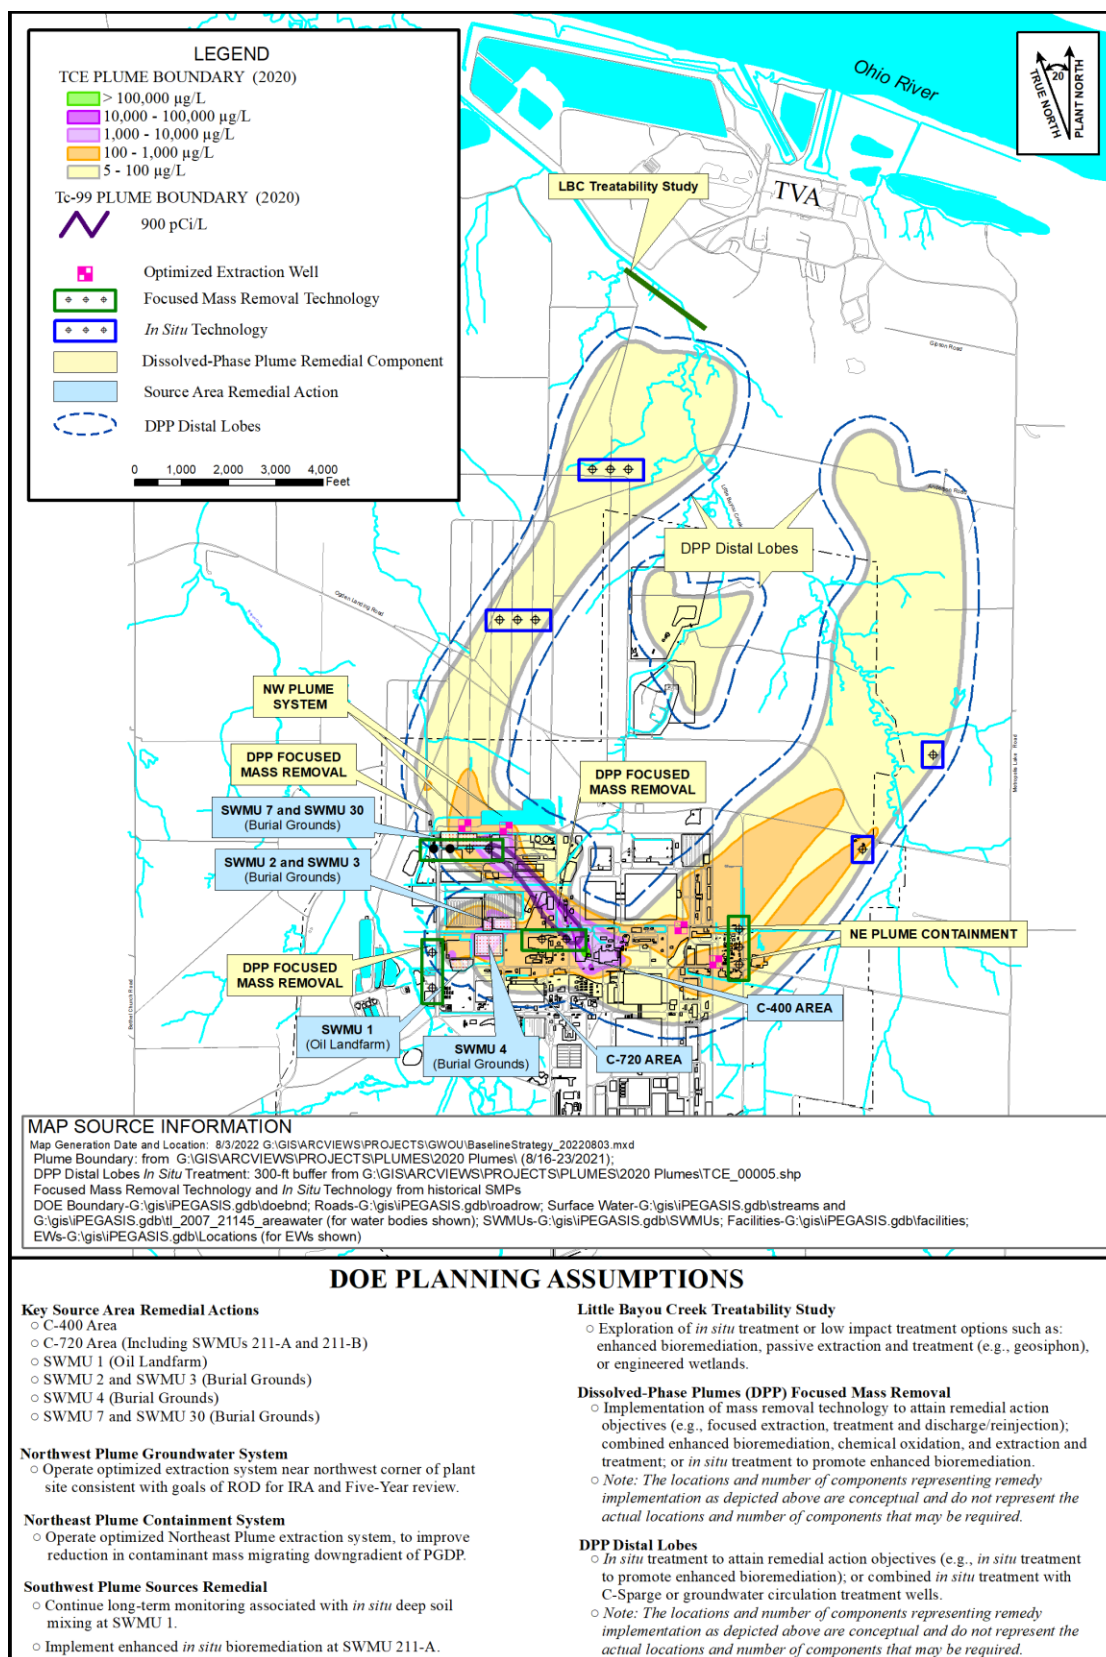 LEGEND
TCE PLUME BOUNDARY (2020)
> 100,000 µg/L
10,000 - 100,000 µg/L
1,000 - 10,000 µg/L
100 - 1,000 µg/L
5 - 100 µg/L
Tc-99 PLUME BOUNDARY (2020)
900 pCi/L
Optimized Extraction Well
Focused Mass Removal Technology
In Situ Technology
Dissolved-Phase Plume Remedial Component
Source Area Remedial Action
DPP Distal Lobes
0 1,000 2,000 3,000 4,000
Feet
Ohio River
TRUE NORTH
20
PLANT NORTH
LBC Treatability Study
TVA
Little Bayou Creek
Anderson Road
DPP Distal Lobes
Ogden Landing Road
Metropolis Lake Road
NW PLUME
SYSTEM
DPP FOCUSED
MASS REMOVAL
DPP FOCUSED
MASS REMOVAL
SWMU 7 and SWMU 30
(Burial Grounds)
SWMU 2 and SWMU 3
(Burial Grounds)
NE PLUME CONTAINMENT
DPP FOCUSED
MASS REMOVAL
C-400 AREA
Bethel Church Road
SWMU 1
(Oil Landfarm)
SWMU 4
(Burial Grounds)
C-720 AREA
MAP SOURCE INFORMATION
Map Generation Date and Location: 8/3/2022 G:\GIS\ARCVIEWS\PROJECTS\GWOU\BaselineStrategy_20220803.mxd
Plume Boundary: from G:\GIS\ARCVIEWS\PROJECTS\PLUMES\2020 Plumes\ (8/16-23/2021);
DPP Distal Lobes In Situ Treatment: 300-ft buffer from G:\GIS\ARCVIEWS\PROJECTS\PLUMES\2020 Plumes\TCE_00005.shp
Focused Mass Removal Technology and In Situ Technology from historical SMPs
DOE Boundary-G:\gis\iPEGASIS.gdb\doebnd; Roads-G:\gis\iPEGASIS.gdb\roadrow; Surface Water-G:\gis\iPEGASIS.gdb\streams and
G:\gis\iPEGASIS.gdb\tl_2007_21145_areawater (for water bodies shown); SWMUs-G:\gis\iPEGASIS.gdb\SWMUs; Facilities-G:\gis\iPEGASIS.gdb\facilities;
EWs-G:\gis\iPEGASIS.gdb\Locations (for EWs shown)
DOE PLANNING ASSUMPTIONS
Key Source Area Remedial Actions
○ C-400 Area
○ C-720 Area (Including SWMUs 211-A and 211-B)
○ SWMU 1 (Oil Landfarm)
○ SWMU 2 and SWMU 3 (Burial Grounds)
○ SWMU 4 (Burial Grounds)
○ SWMU 7 and SWMU 30 (Burial Grounds)
Northwest Plume Groundwater System
○ Operate optimized extraction system near northwest corner of plant
site consistent with goals of ROD for IRA and Five-Year review.
Northeast Plume Containment System
○ Operate optimized Northeast Plume extraction system, to improve
reduction in contaminant mass migrating downgradient of PGDP.
Southwest Plume Sources Remedial
○ Continue long-term monitoring associated with in situ deep soil
mixing at SWMU 1.
○ Implement enhanced in situ bioremediation at SWMU 211-A.
Little Bayou Creek Treatability Study
○ Exploration of in situ treatment or low impact treatment options such as:
enhanced bioremediation, passive extraction and treatment (e.g., geosiphon),
or engineered wetlands.
Dissolved-Phase Plumes (DPP) Focused Mass Removal
○ Implementation of mass removal technology to attain remedial action
objectives (e.g., focused extraction, treatment and discharge/reinjection);
combined enhanced bioremediation, chemical oxidation, and extraction and
treatment; or in situ treatment to promote enhanced bioremediation.
○ Note: The locations and number of components representing remedy
implementation as depicted above are conceptual and do not represent the
actual locations and number of components that may be required.
DPP Distal Lobes
○ In situ treatment to attain remedial action objectives (e.g., in situ treatment
to promote enhanced bioremediation); or combined in situ treatment with
C-Sparge or groundwater circulation treatment wells.
○ Note: The locations and number of components representing remedy
implementation as depicted above are conceptual and do not represent the
actual locations and number of components that may be required.